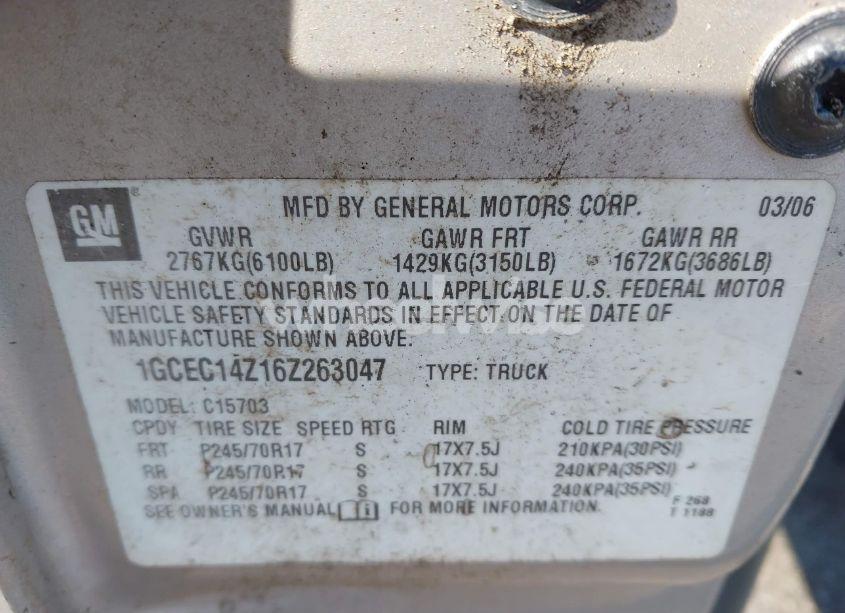 GM
MFD BY GENERAL MOTORS CORP. 03/06
GVWR GAWR FRT GAWR RR
2767KG(6100LB) 1429KG(3150LB) 1672KG(3686LB)
THIS VEHICLE CONFORMS TO ALL APPLICABLE U.S. FEDERAL MOTOR
VEHICLE SAFETY STANDARDS IN EFFECT ON THE DATE OF
MANUFACTURE SHOWN ABOVE.
1GCEC14Z16Z263047 TYPE: TRUCK
MODEL: C15703
CPDY TIRE SIZE SPEED RTG RIM COLD TIRE PRESSURE
FRT P245/70R17 S 17X7.5J 210KPA(30PSI)
RR P245/70R17 S 17X7.5J 240KPA(35PSI)
SPA P245/70R17 S 17X7.5J 240KPA(35PSI)
SEE OWNER'S MANUAL FOR MORE INFORMATION.
F 268
T 1188